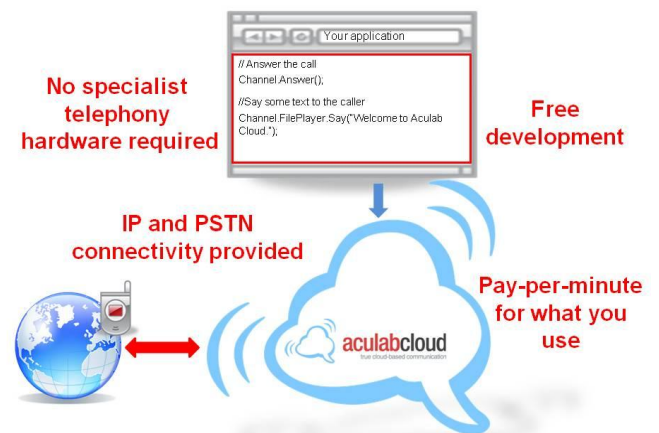 Your application
// Answer the call
Channel.Answer();
//Say some text to the caller
Channel.FilePlayer.Say("Welcome to Aculab
Cloud.");
No specialist
telephony
hardware required
Free
development
IP and PSTN
connectivity provided
Pay-per-minute
for what you
use
aculabcloud
true cloud-based communication